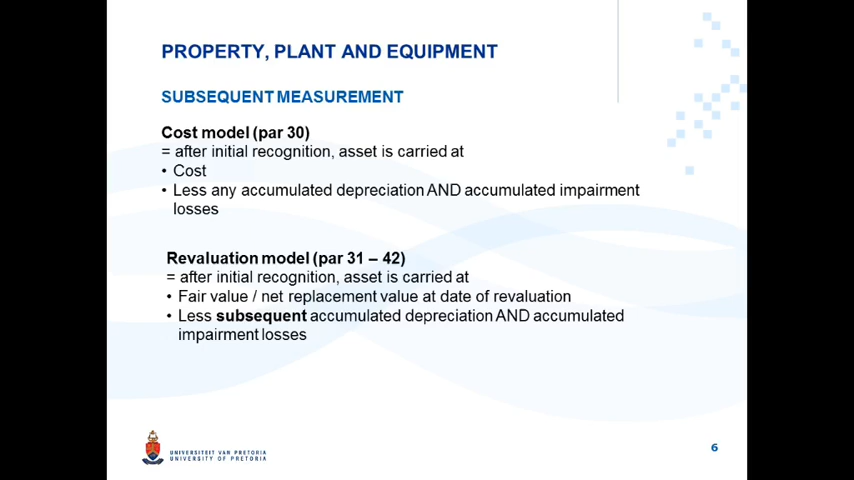 PROPERTY, PLANT AND EQUIPMENT
SUBSEQUENT MEASUREMENT
Cost model (par 30)
= after initial recognition, asset is carried at
• Cost
• Less any accumulated depreciation AND accumulated impairment
losses
Revaluation model (par 31 – 42)
= after initial recognition, asset is carried at
• Fair value / net replacement value at date of revaluation
• Less subsequent accumulated depreciation AND accumulated
impairment losses
UNIVERSITEIT VAN PRETORIA
UNIVERSITY OF PRETORIA
6